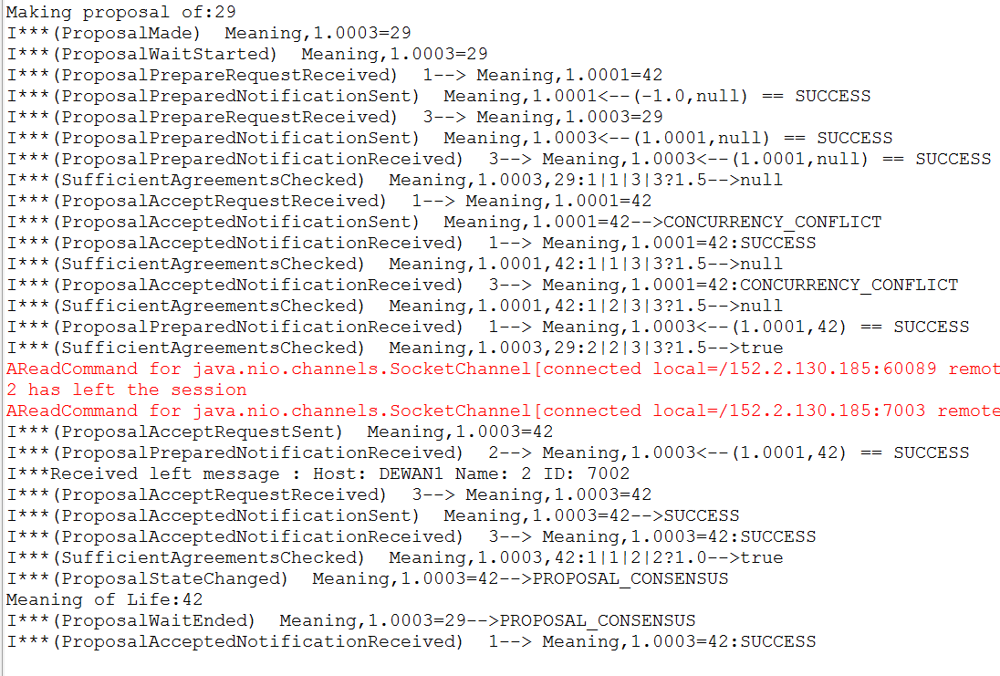 Making proposal of:29
I***(ProposalMade)  Meaning,1.0003=29
I***(ProposalWaitStarted)  Meaning,1.0003=29
I***(ProposalPrepareRequestReceived)  1--> Meaning,1.0001=42
I***(ProposalPreparedNotificationSent)  Meaning,1.0001<--(-1.0,null) == SUCCESS
I***(ProposalPrepareRequestReceived)  3--> Meaning,1.0003=29
I***(ProposalPreparedNotificationSent)  Meaning,1.0003<--(1.0001,null) == SUCCESS
I***(ProposalPreparedNotificationReceived)  3--> Meaning,1.0003<--(1.0001,null) == SUCCESS
I***(SufficientAgreementsChecked)  Meaning,1.0003,29:1|1|3|3?1.5-->null
I***(ProposalAcceptRequestReceived)  1--> Meaning,1.0001=42
I***(ProposalAcceptedNotificationSent)  Meaning,1.0001=42-->CONCURRENCY_CONFLICT
I***(ProposalAcceptedNotificationReceived)  1--> Meaning,1.0001=42:SUCCESS
I***(SufficientAgreementsChecked)  Meaning,1.0001,42:1|1|3|3?1.5-->null
I***(ProposalAcceptedNotificationReceived)  3--> Meaning,1.0001=42:CONCURRENCY_CONFLICT
I***(SufficientAgreementsChecked)  Meaning,1.0001,42:1|2|3|3?1.5-->null
I***(ProposalPreparedNotificationReceived)  1--> Meaning,1.0003<--(1.0001,42) == SUCCESS
I***(SufficientAgreementsChecked)  Meaning,1.0003,29:2|2|3|3?1.5-->true
AReadCommand for java.nio.channels.SocketChannel[connected local=/152.2.130.185:60089 remot
2 has left the session
AReadCommand for java.nio.channels.SocketChannel[connected local=/152.2.130.185:7003 remote
I***(ProposalAcceptRequestSent)  Meaning,1.0003=42
I***(ProposalPreparedNotificationReceived)  2--> Meaning,1.0003<--(1.0001,42) == SUCCESS
I***Received left message : Host: DEWAN1 Name: 2 ID: 7002
I***(ProposalAcceptRequestReceived)  3--> Meaning,1.0003=42
I***(ProposalAcceptedNotificationSent)  Meaning,1.0003=42-->SUCCESS
I***(ProposalAcceptedNotificationReceived)  3--> Meaning,1.0003=42:SUCCESS
I***(SufficientAgreementsChecked)  Meaning,1.0003,42:1|1|2|2?1.0-->true
I***(ProposalStateChanged)  Meaning,1.0003=42-->PROPOSAL_CONSENSUS
Meaning of Life:42
I***(ProposalWaitEnded)  Meaning,1.0003=29-->PROPOSAL_CONSENSUS
I***(ProposalAcceptedNotificationReceived)  1--> Meaning,1.0003=42:SUCCESS